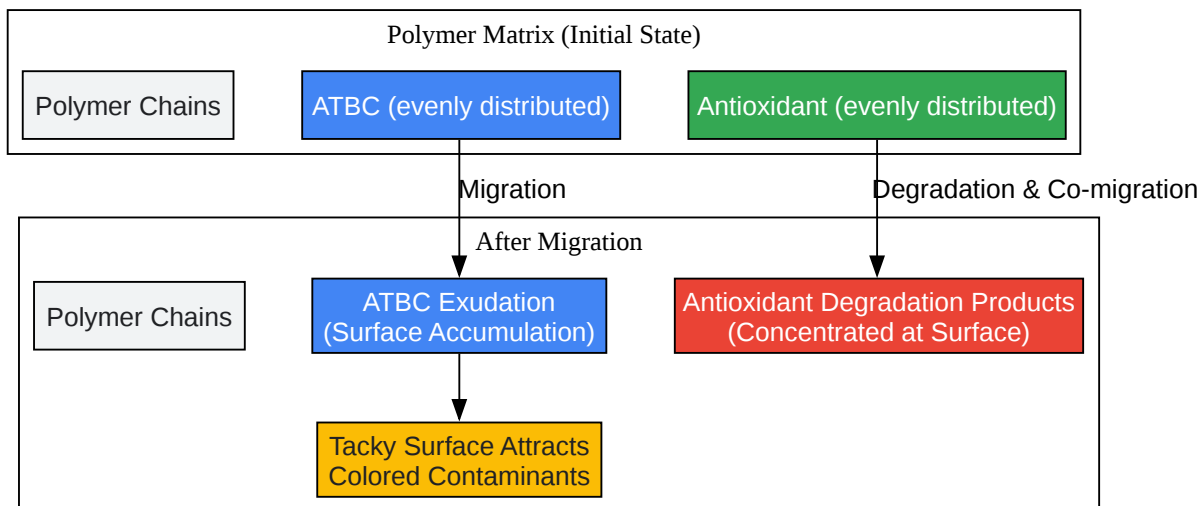 Polymer Matrix (Initial State)
Polymer Chains
ATBC (evenly distributed)
Antioxidant (evenly distributed)
Migration
Degradation & Co-migration
After Migration
Polymer Chains
ATBC Exudation
(Surface Accumulation)
Antioxidant Degradation Products
(Concentrated at Surface)
Tacky Surface Attracts
Colored Contaminants